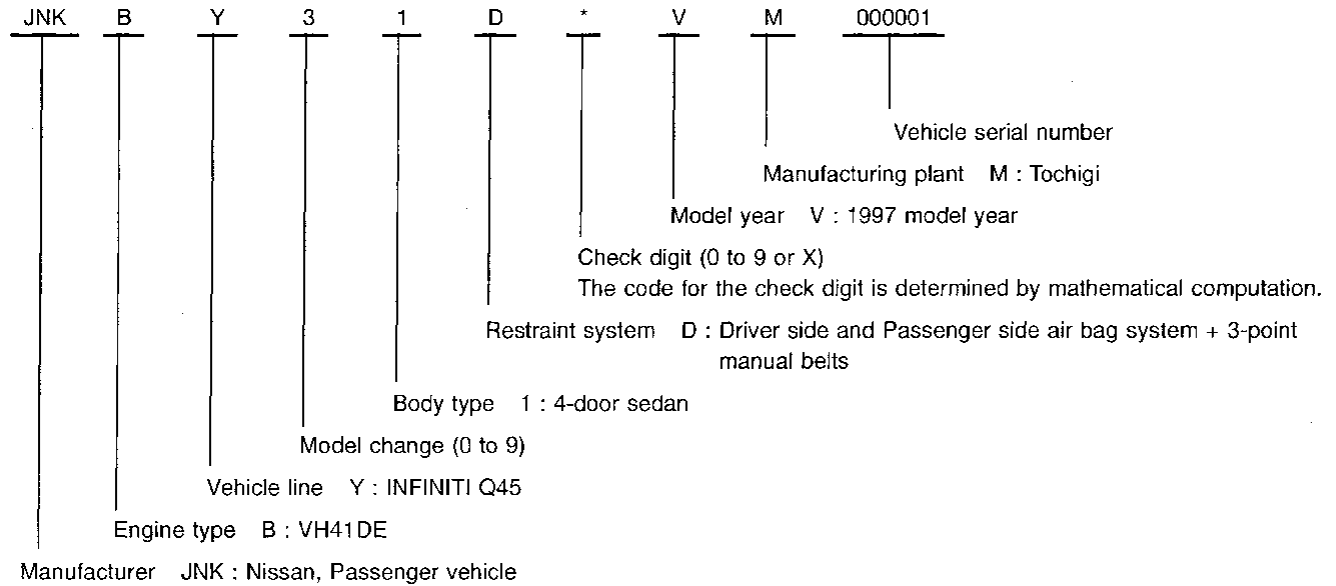 JNK B Y 3 1 D * V M 000001
Vehicle serial number
Manufacturing plant M : Tochigi
Model year V : 1997 model year
Check digit (0 to 9 or X)
The code for the check digit is determined by mathematical computation.
Restraint system D : Driver side and Passenger side air bag system + 3-point
manual belts
Body type 1 : 4-door sedan
Model change (0 to 9)
Vehicle line Y : INFINITI Q45
Engine type B : VH41DE
Manufacturer JNK : Nissan, Passenger vehicle